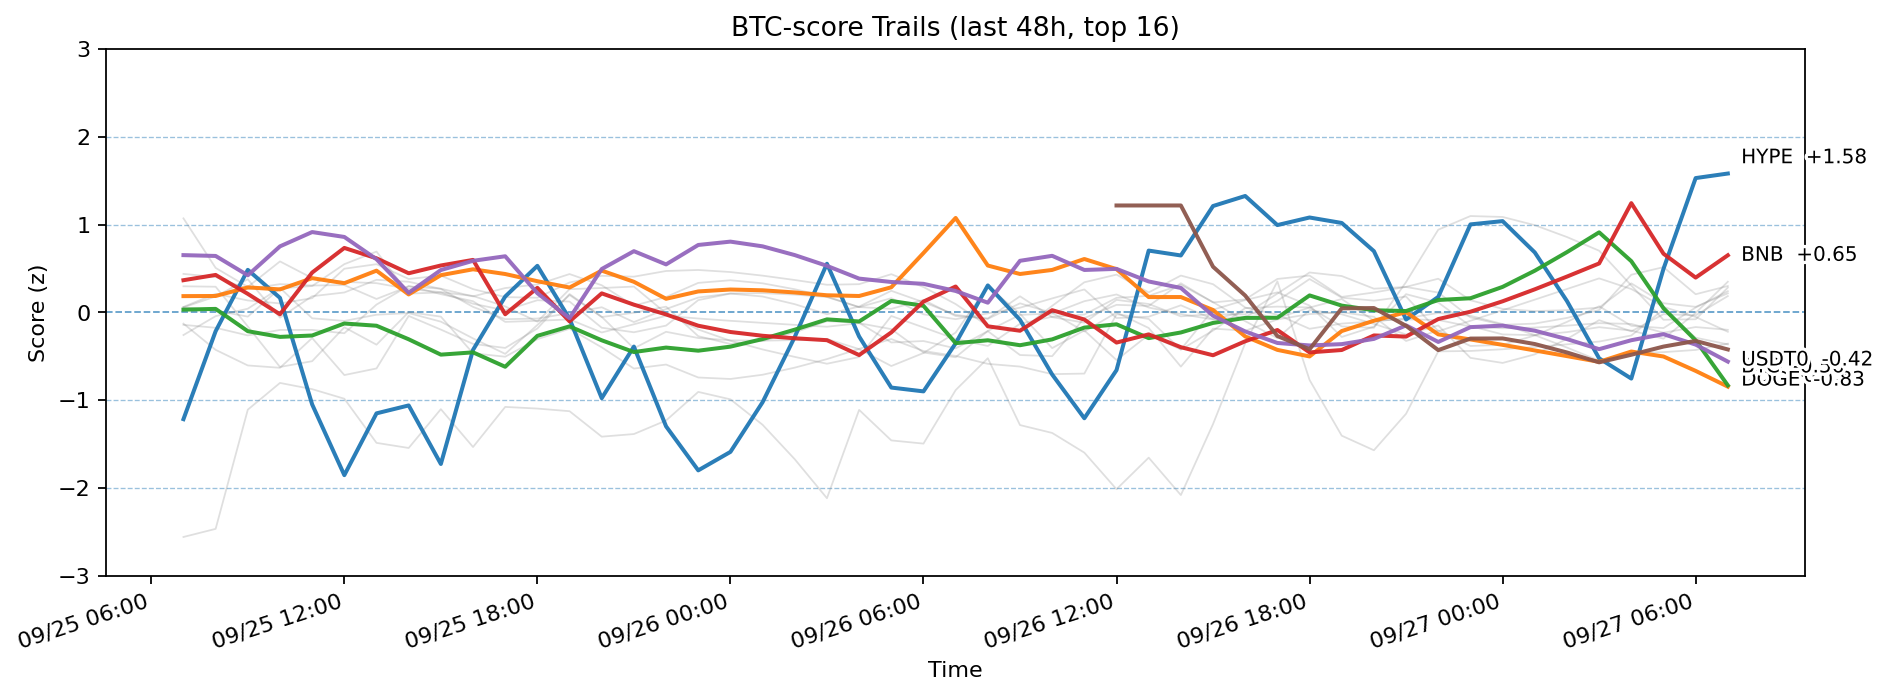 BTC-score Trails (last 48h, top 16)
Score (z)
3
2
1
0
−1
−2
−3
HYPE +1.58
BNB +0.65
USDT0 -0.42
DOGE -0.83
09/25 06:00
09/25 12:00
09/25 18:00
09/26 00:00
09/26 06:00
09/26 12:00
09/26 18:00
09/27 00:00
09/27 06:00
Time